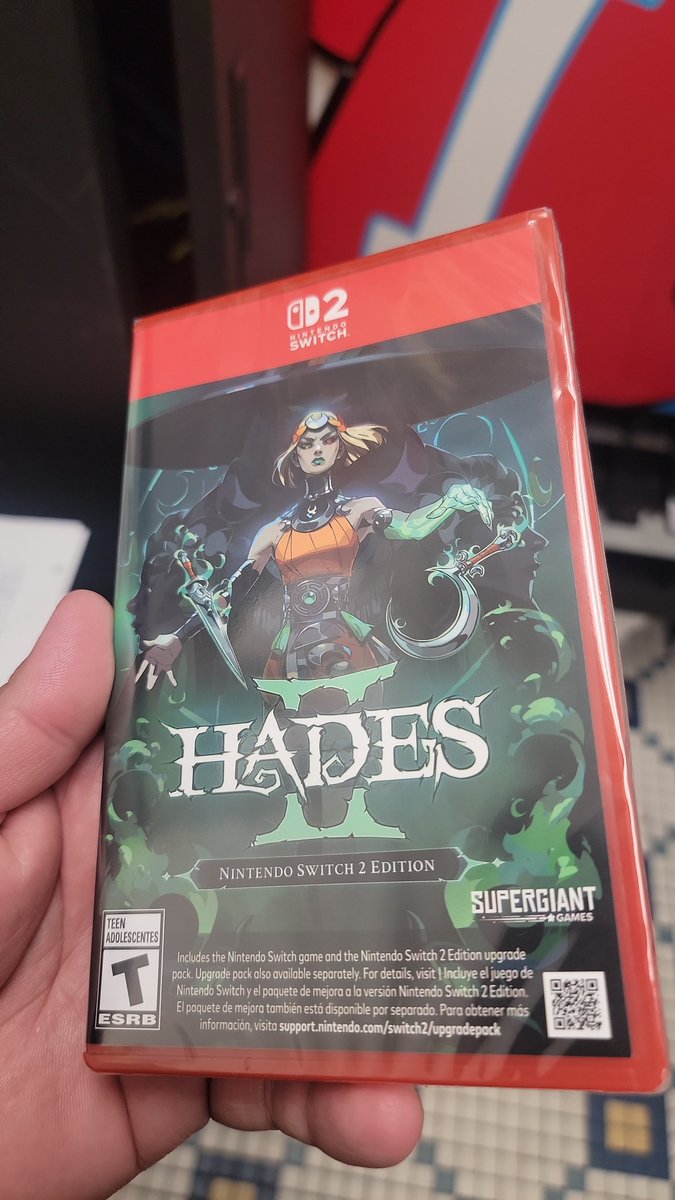 2
NINTENDO
SWITCH
II
HADES
NINTENDO SWITCH 2 EDITION
SUPERGIANT
GAMES
TEEN
ADOLESCENTES
T
ESRB
Includes the Nintendo Switch game and the Nintendo Switch 2 Edition upgrade
pack. Upgrade pack also available separately. For details, visit | Incluye el juego de
Nintendo Switch y el paquete de mejora a la versión Nintendo Switch 2 Edition.
El paquete de mejora también está disponible por separado. Para obtener más
información, visita support.nintendo.com/switch2/upgradepack